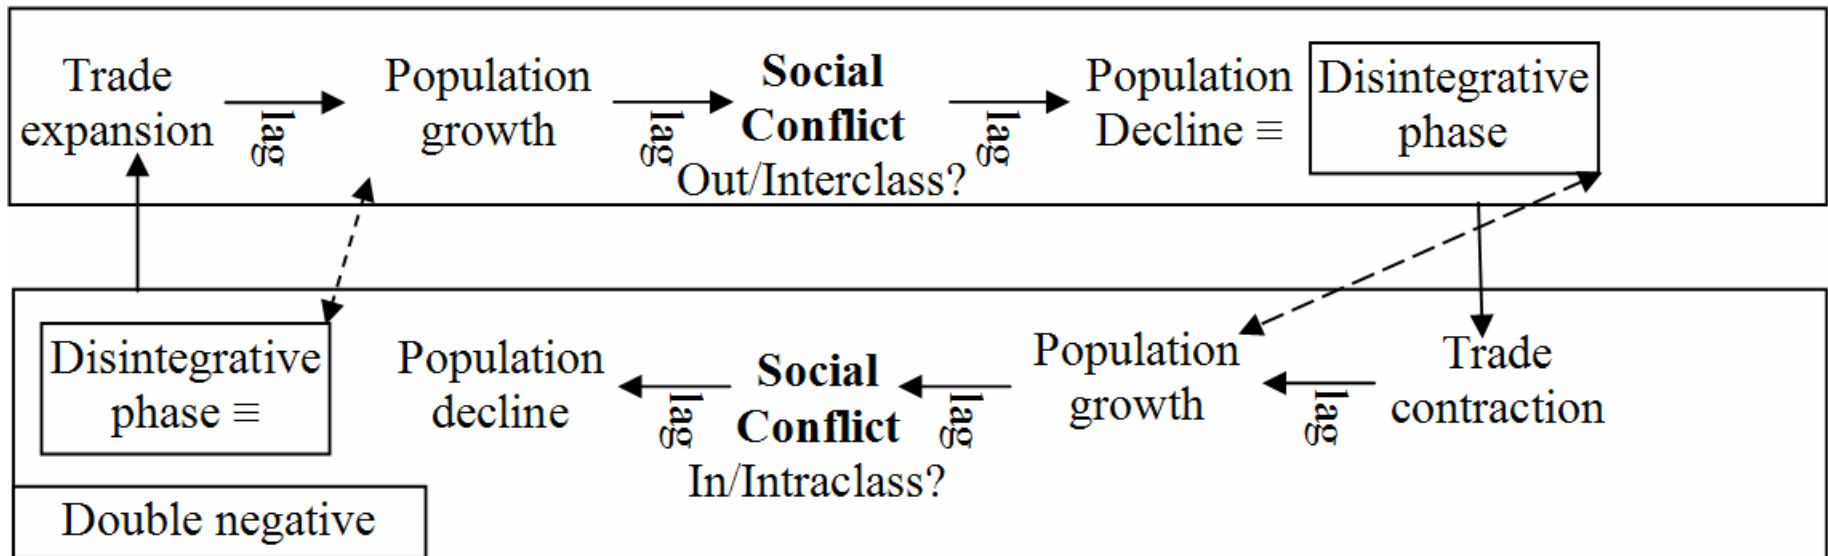 Trade
expansion
lag
Population
growth
lag
Social
Conflict
Out/Interclass?
lag
Population
Decline ≡
Disintegrative
phase
Disintegrative
phase ≡
Population
decline
lag
Social
Conflict
In/Intraclass?
lag
Population
growth
lag
Trade
contraction
Double negative